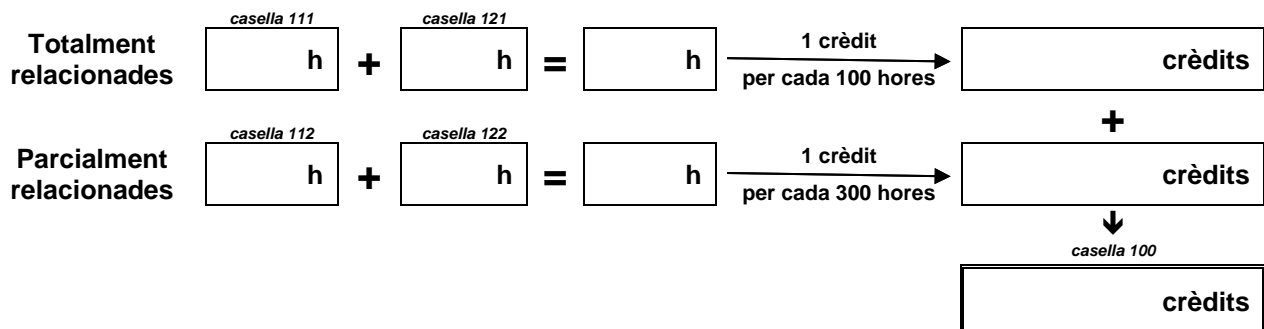 casella 111 casella 121
Totalment relacionades h + h = h 1 crèdit per cada 100 hores crèdits
+
casella 112 casella 122
Parcialment relacionades h + h = h 1 crèdit per cada 300 hores crèdits
casella 100
crèdits